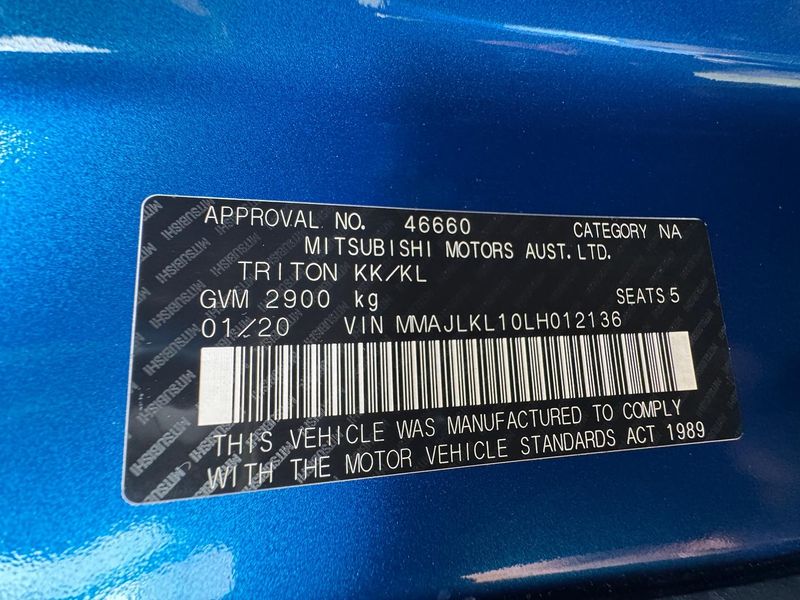 APPROVAL NO. 46660 CATEGORY NA
MITSUBISHI MOTORS AUST. LTD.
TRITON KK/KL
GVM 2900 kg SEATS 5
01/20 VIN MMAJLKL10LH012136
THIS VEHICLE WAS MANUFACTURED TO COMPLY
WITH THE MOTOR VEHICLE STANDARDS ACT 1989